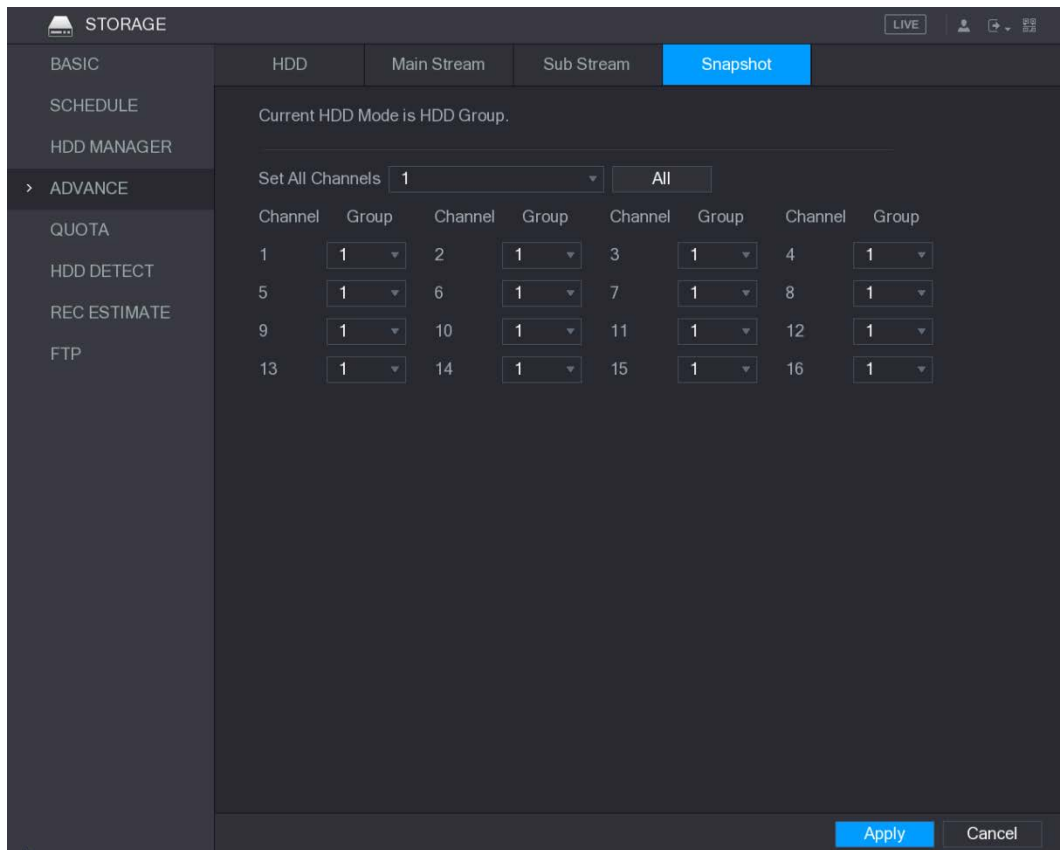 STORAGE
LIVE
BASIC
SCHEDULE
HDD MANAGER
ADVANCE
QUOTA
HDD DETECT
REC ESTIMATE
FTP
HDD Main Stream Sub Stream Snapshot
Current HDD Mode is HDD Group.
Set All Channels 1 All
Channel Group Channel Group Channel Group Channel Group
1 1 2 1 3 1 4 1
5 1 6 1 7 1 8 1
9 1 10 1 11 1 12 1
13 1 14 1 15 1 16 1
Apply Cancel